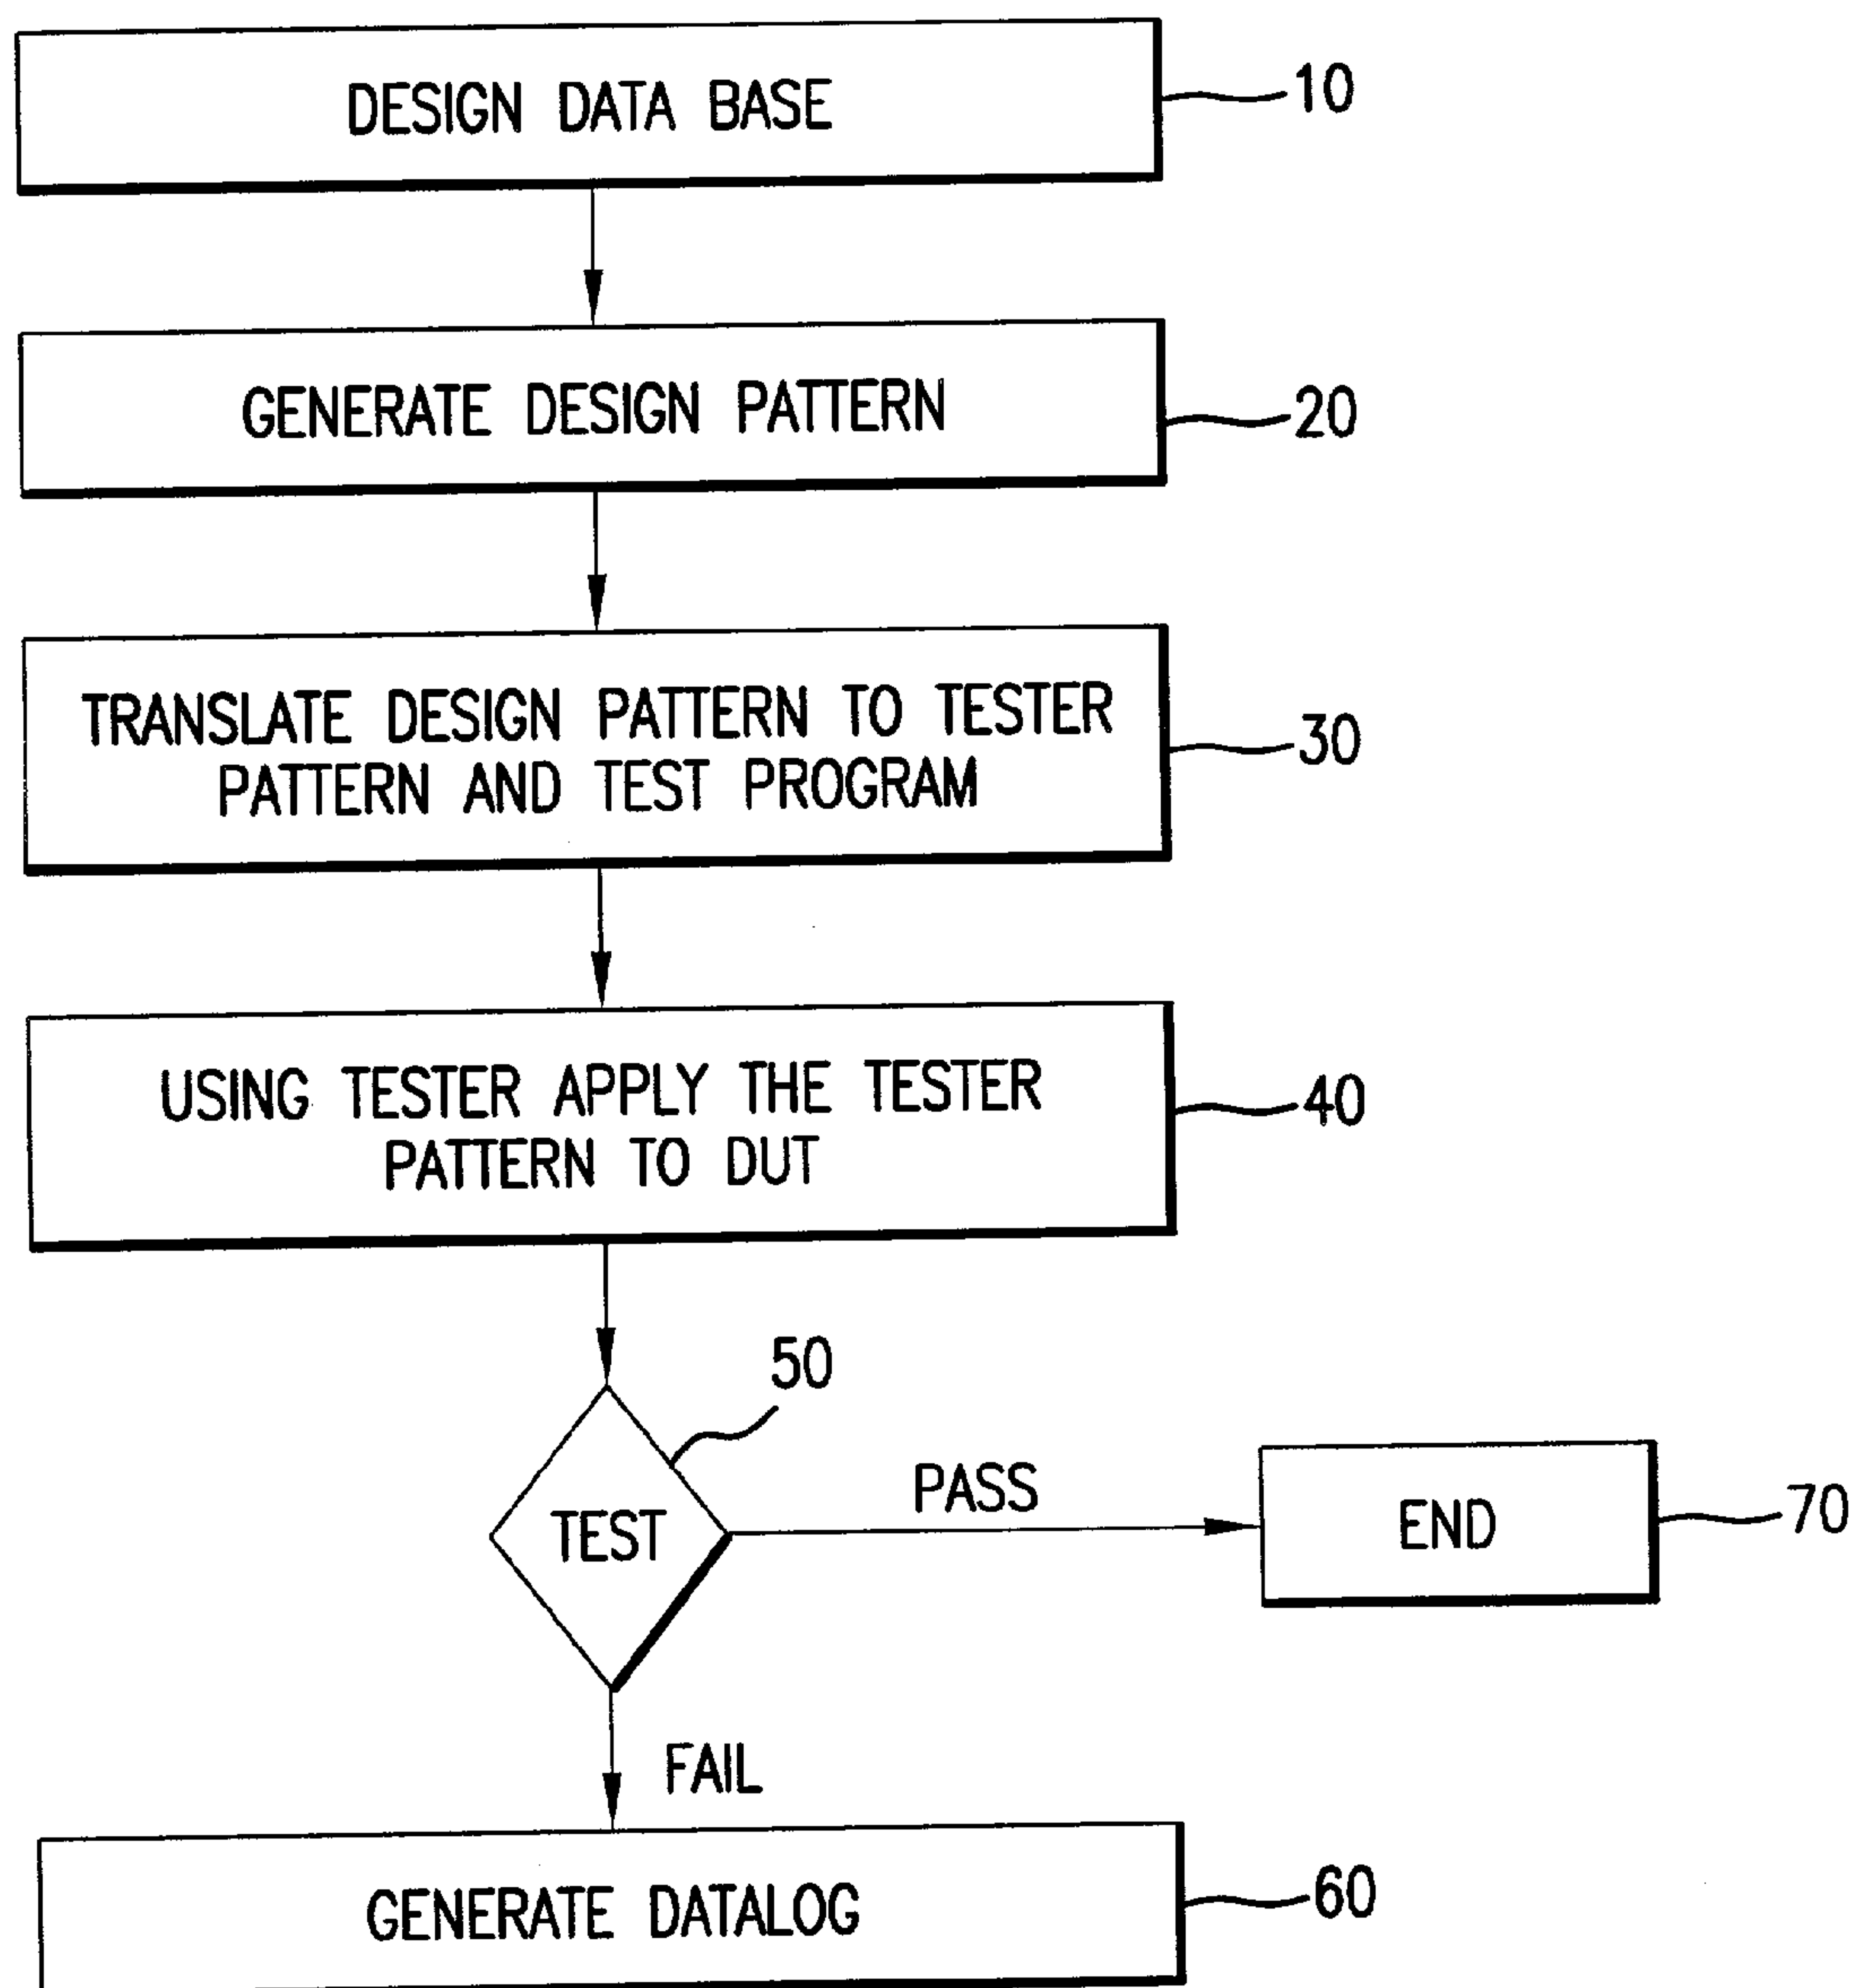 DESIGN DATA BASE
10
GENERATE DESIGN PATTERN
20
TRANSLATE DESIGN PATTERN TO TESTER
PATTERN AND TEST PROGRAM
30
USING TESTER APPLY THE TESTER
PATTERN TO DUT
40
50
TEST
PASS
END
70
FAIL
GENERATE DATALOG
60